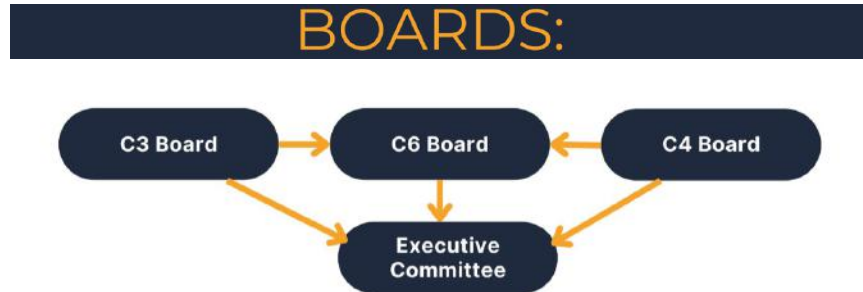 BOARDS:
C3 Board
C6 Board
C4 Board
Executive
Committee